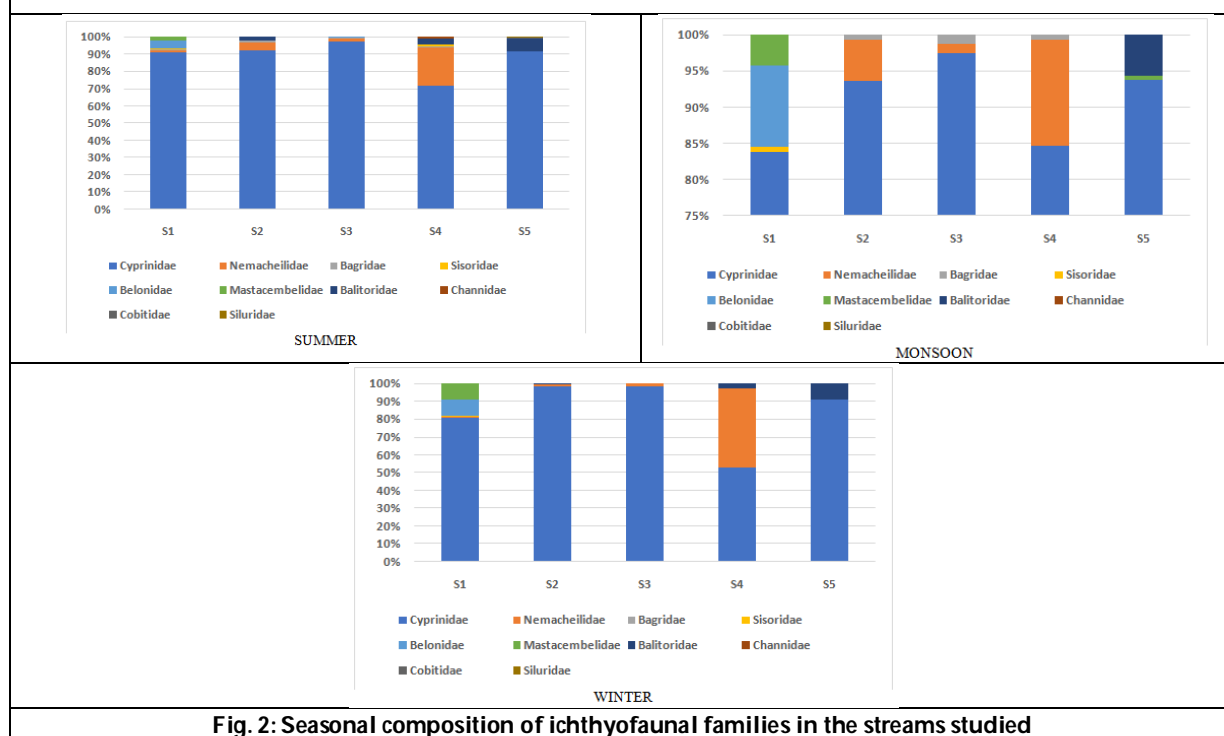 100%
90%
80%
70%
60%
50%
40%
30%
20%
10%
0%
S1 S2 S3 S4 S5
Cyprinidae Nemacheilidae Bagridae Sisoridae
Belonidae Mastacembelidae Balitoridae Channidae
Cobitidae Siluridae
SUMMER
100%
95%
90%
85%
80%
75%
S1 S2 S3 S4 S5
Cyprinidae Nemacheilidae Bagridae Sisoridae
Belonidae Mastacembelidae Balitoridae Channidae
Cobitidae Siluridae
MONSOON
100%
90%
80%
70%
60%
50%
40%
30%
20%
10%
0%
S1 S2 S3 S4 S5
Cyprinidae Nemacheilidae Bagridae Sisoridae
Belonidae Mastacembelidae Balitoridae Channidae
Cobitidae Siluridae
WINTER
Fig. 2: Seasonal composition of ichthyofaunal families in the streams studied